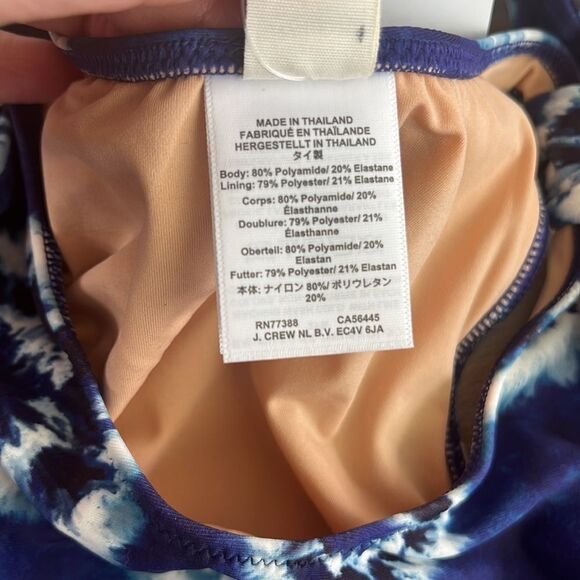 MADE IN THAILAND
FABRIQUÉ EN THAÏLANDE
HERGESTELLT IN THAILAND
タイ製
Body: 80% Polyamide/ 20% Elastane
Lining: 79% Polyester/ 21% Elastane
Corps: 80% Polyamide/ 20%
Élasthanne
Doublure: 79% Polyester/ 21%
Élasthanne
Oberteil: 80% Polyamide/ 20%
Elastan
Futter: 79% Polyester/ 21% Elastan
本体: ナイロン 80%/ ポリウレタン
20%
RN77388 CA56445
J. CREW NL B.V. EC4V 6JA